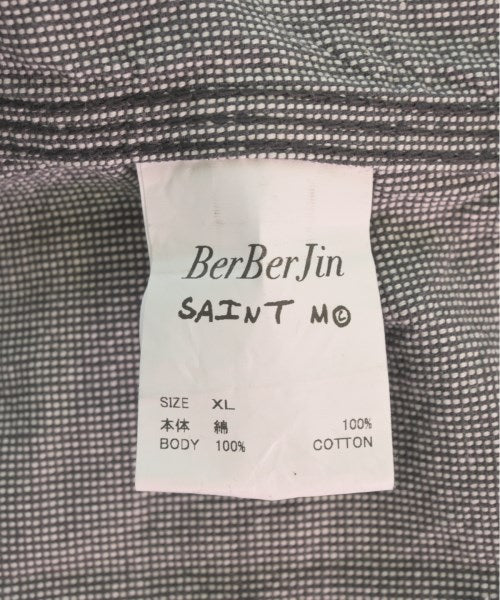 BerBerJin
SAINT M©
SIZE XL
本体 綿 100%
BODY 100% COTTON